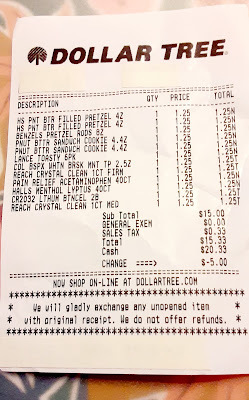 DOLLAR TREE
DESCRIPTION QTY PRICE TOTAL
HS PNT BTR FILLED PRETZEL 4Z 1 1.25 1.25N
HS PNT BTR FILLED PRETZEL 4Z 1 1.25 1.25N
BENZELS PRETZEL RODS 8Z 1 1.25 1.25N
PNUT BTTR SANDWCH COOKIE 4.4Z 1 1.25 1.25N
PNUT BTTR SANDWCH COOKIE 4.4Z 1 1.25 1.25N
LANCE TOASTY 6PK 1 1.25 1.25N
COL BSPK WHTN BRSK MNT TP 2.5Z 1 1.25 1.25T
REACH CRYSTAL CLEAN 1CT FIRM 1 1.25 1.25T
PAIN RELIEF ACETAMINOPHEN 40CT 1 1.25 1.25N
HALLS MENTHOL LYPTUS 40CT 1 1.25 1.25N
CR2032 LITHUM BTNCEL 2B 1 1.25 1.25T
REACH CRYSTAL CLEAN 1CT MED 1 1.25 1.25T
Sub Total $15.00
GENERAL EXEM $0.00
SALES TAX $0.33
Total $15.33
Cash $20.33
CHANGE ====> $-5.00
NOW SHOP ON-LINE AT DOLLARTREE.COM
* We will gladly exchange any unopened item *
* with original receipt. We do not offer refunds. *